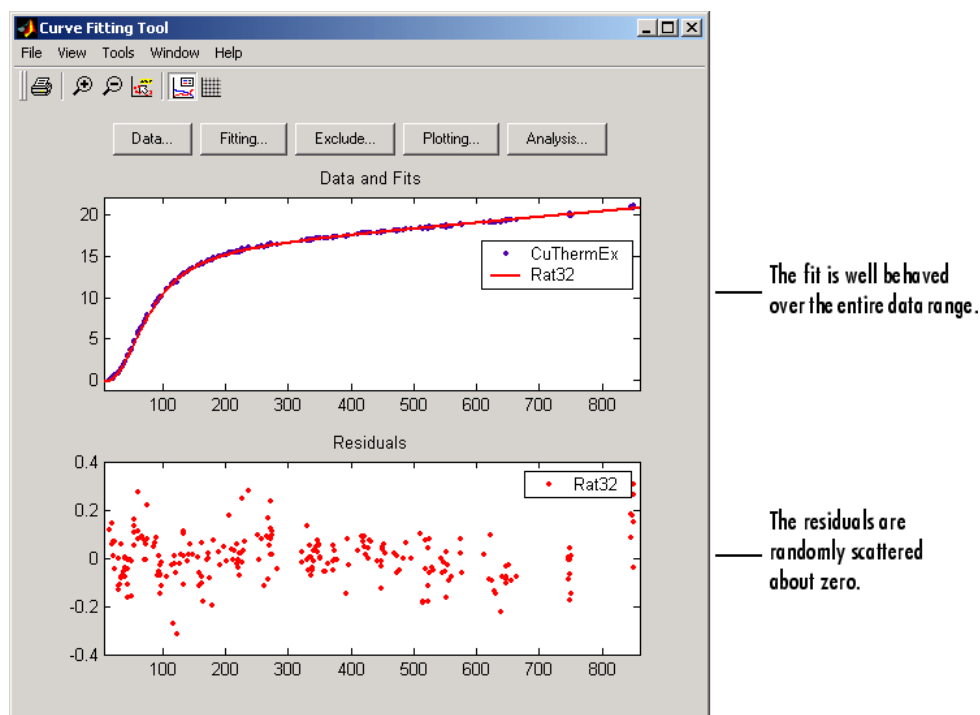 Curve Fitting Tool
File View Tools Window Help
Data... Fitting... Exclude... Plotting... Analysis...
Data and Fits
20
15
10
5
0
CuThermEx
Rat32
100 200 300 400 500 600 700 800
The fit is well behaved
over the entire data range.
Residuals
0.4
0.2
0
-0.2
-0.4
Rat32
100 200 300 400 500 600 700 800
The residuals are
randomly scattered
about zero.